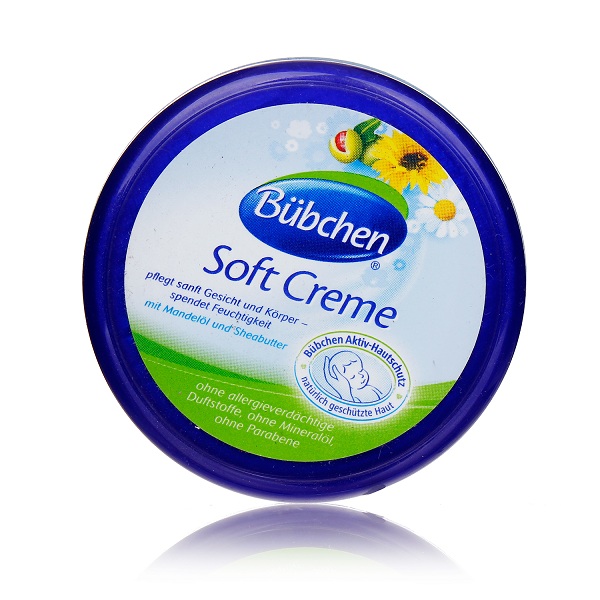 Bübchen®
Soft Creme
pflegt sanft Gesicht und Körper –
spendet Feuchtigkeit
mit Mandelöl und Sheabutter
Bübchen Aktiv-Hautschutz
natürlich geschützte Haut
ohne allergieverdächtige
Duftstoffe, ohne Mineralöl,
ohne Parabene